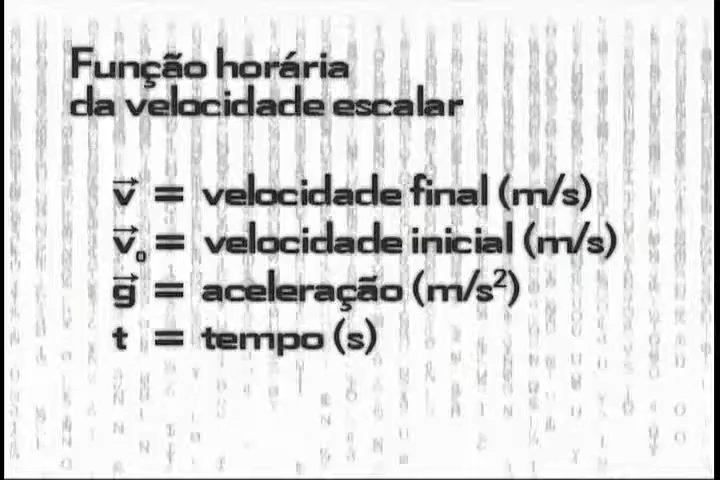 Função horária
da velocidade escalar
v⃗ = velocidade final (m/s)
v⃗₀ = velocidade inicial (m/s)
g⃗ = aceleração (m/s²)
t = tempo (s)